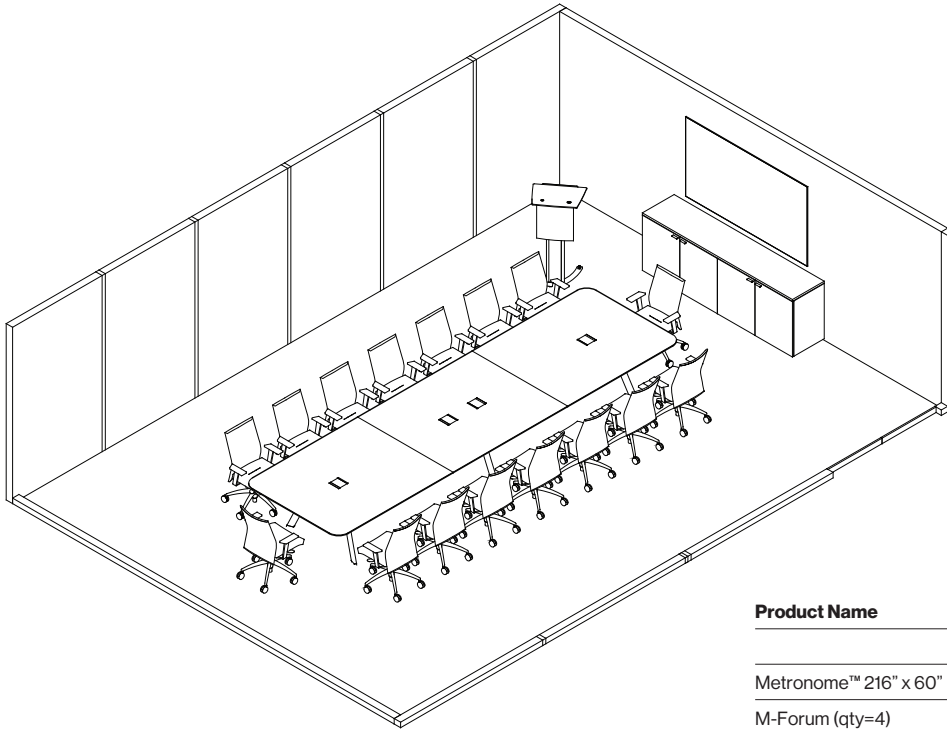 Product Name
Metronome™ 216” x 60”
M-Forum (qty=4)